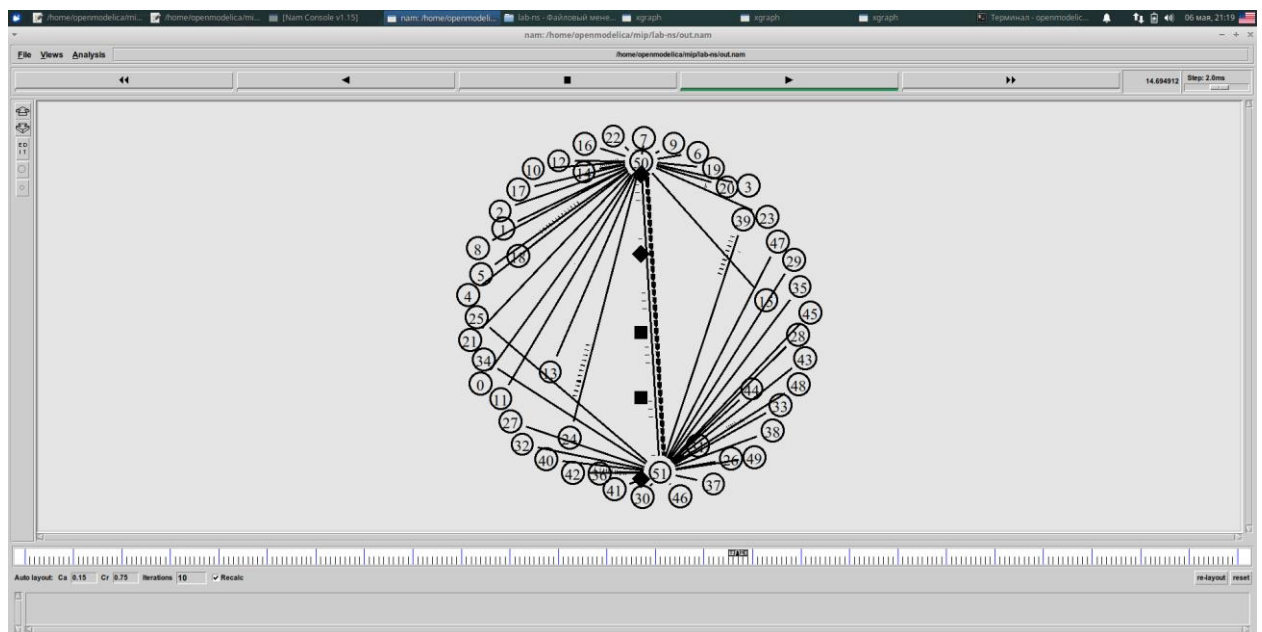 /home/openmodelica/mi... /home/openmodelica/mi... [Nam Console v1.15] nam: /home/openmodeli... lab-ns - Файловый мене... xgraph xgraph xgraph Терминал - openmodelic... 06 мая, 21:19
nam: /home/openmodelica/mip/lab-ns/out.nam
File Views Analysis /home/openmodelica/mip/lab-ns/out.nam
14.694912 Step: 2.0ms
ED
IT
22 7 9
16 50 6
12 19
10 14 20 3
17
2 39 23
1
8 18 47
5 29
4 15 35
25 45
21 28
34 13 43
0 44 48
11 33
27 24 38
32
40 26 49
42 36 51 37
41 30 46
Auto layout: Ca 0.15 Cr 0.75 Iterations 10 Recalc re-layout reset